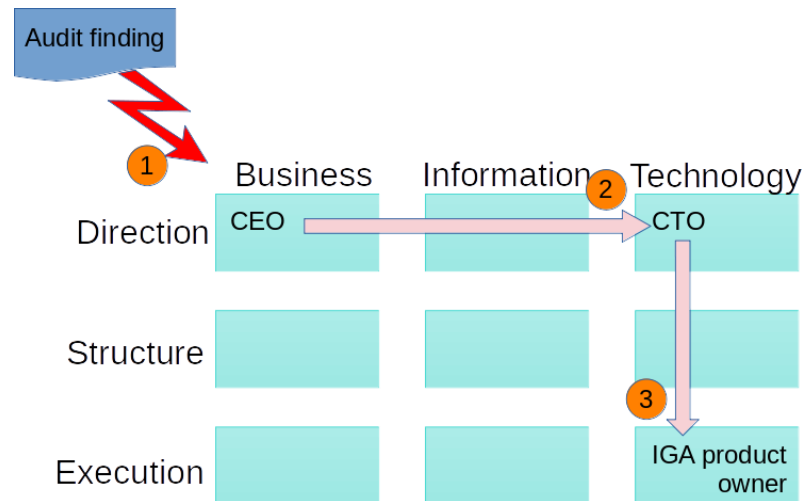 Audit finding
1
Business Information Technology
2
Direction CEO CTO
Structure
3
Execution IGA product
owner